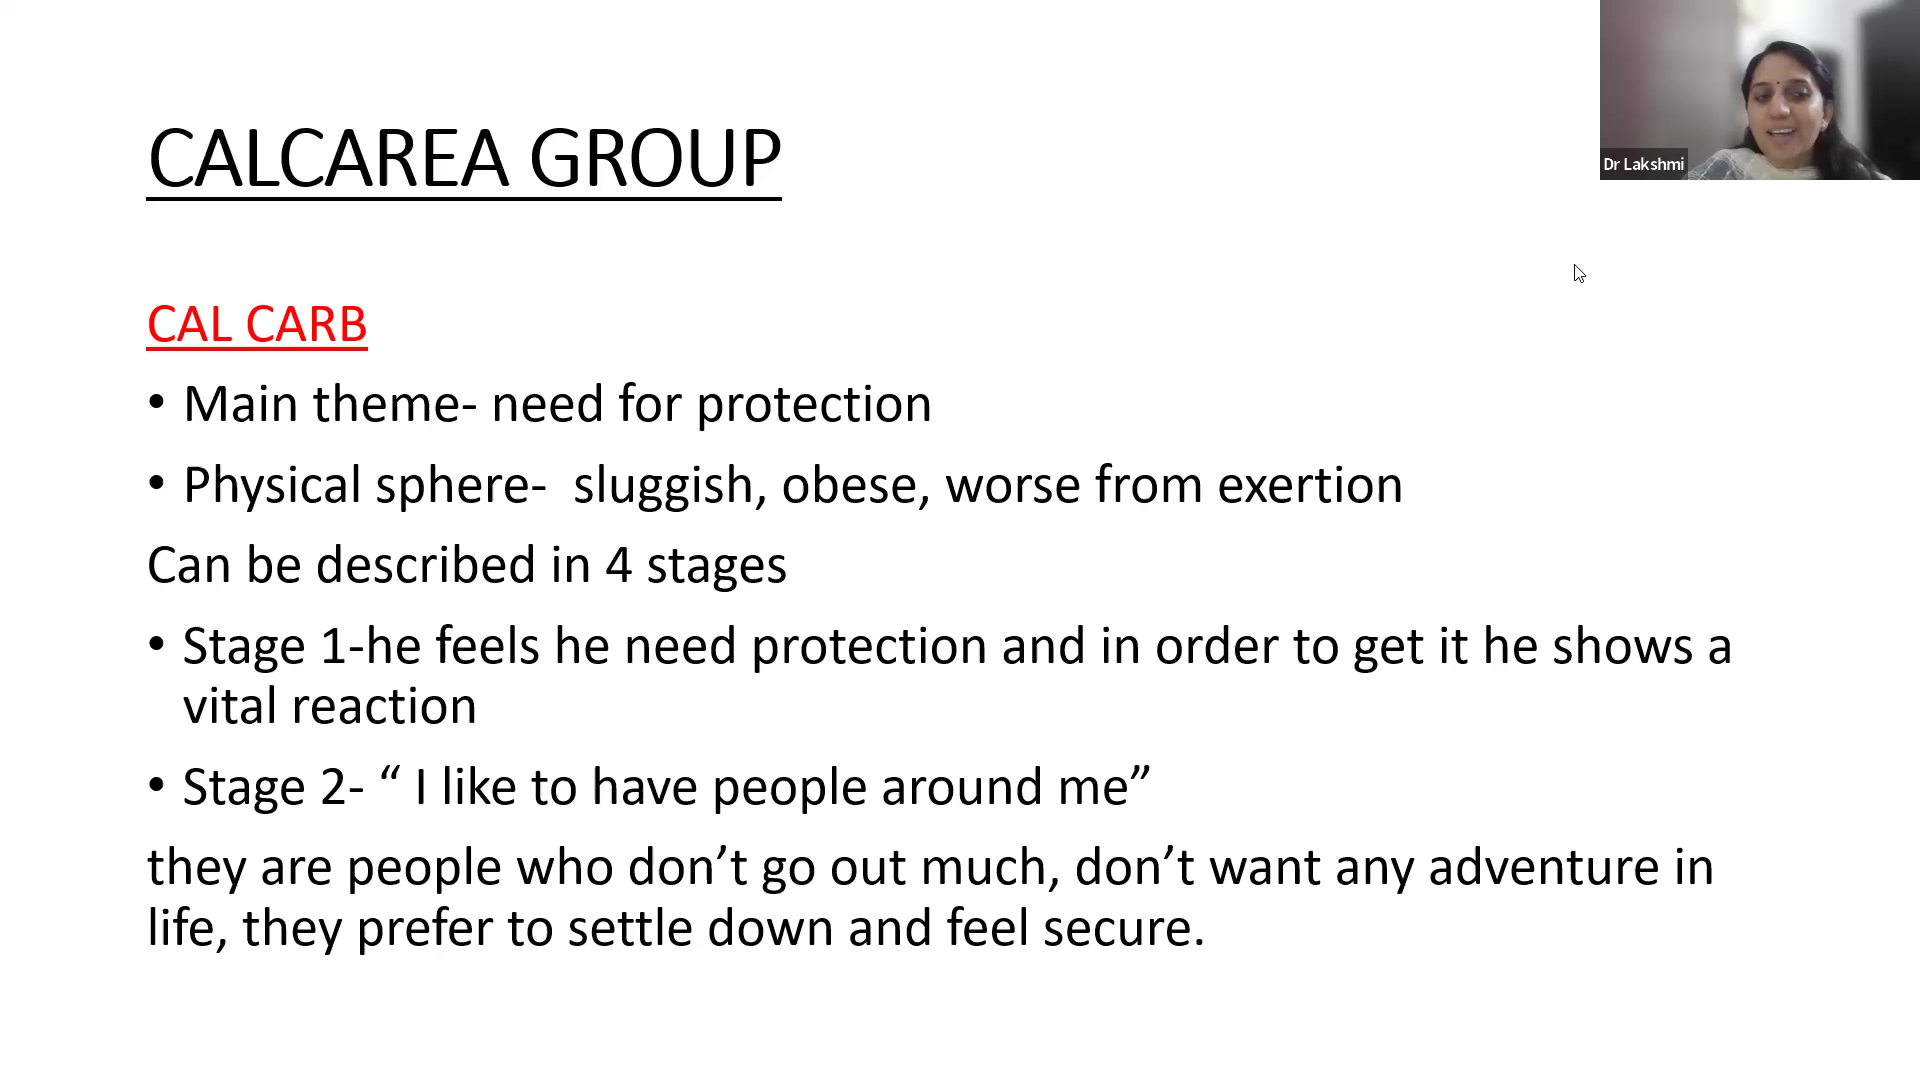 CALCAREA GROUP
Dr Lakshmi
CAL CARB
• Main theme- need for protection
• Physical sphere-  sluggish, obese, worse from exertion
Can be described in 4 stages
• Stage 1-he feels he need protection and in order to get it he shows a
vital reaction
• Stage 2- “ I like to have people around me”
they are people who don’t go out much, don’t want any adventure in
life, they prefer to settle down and feel secure.